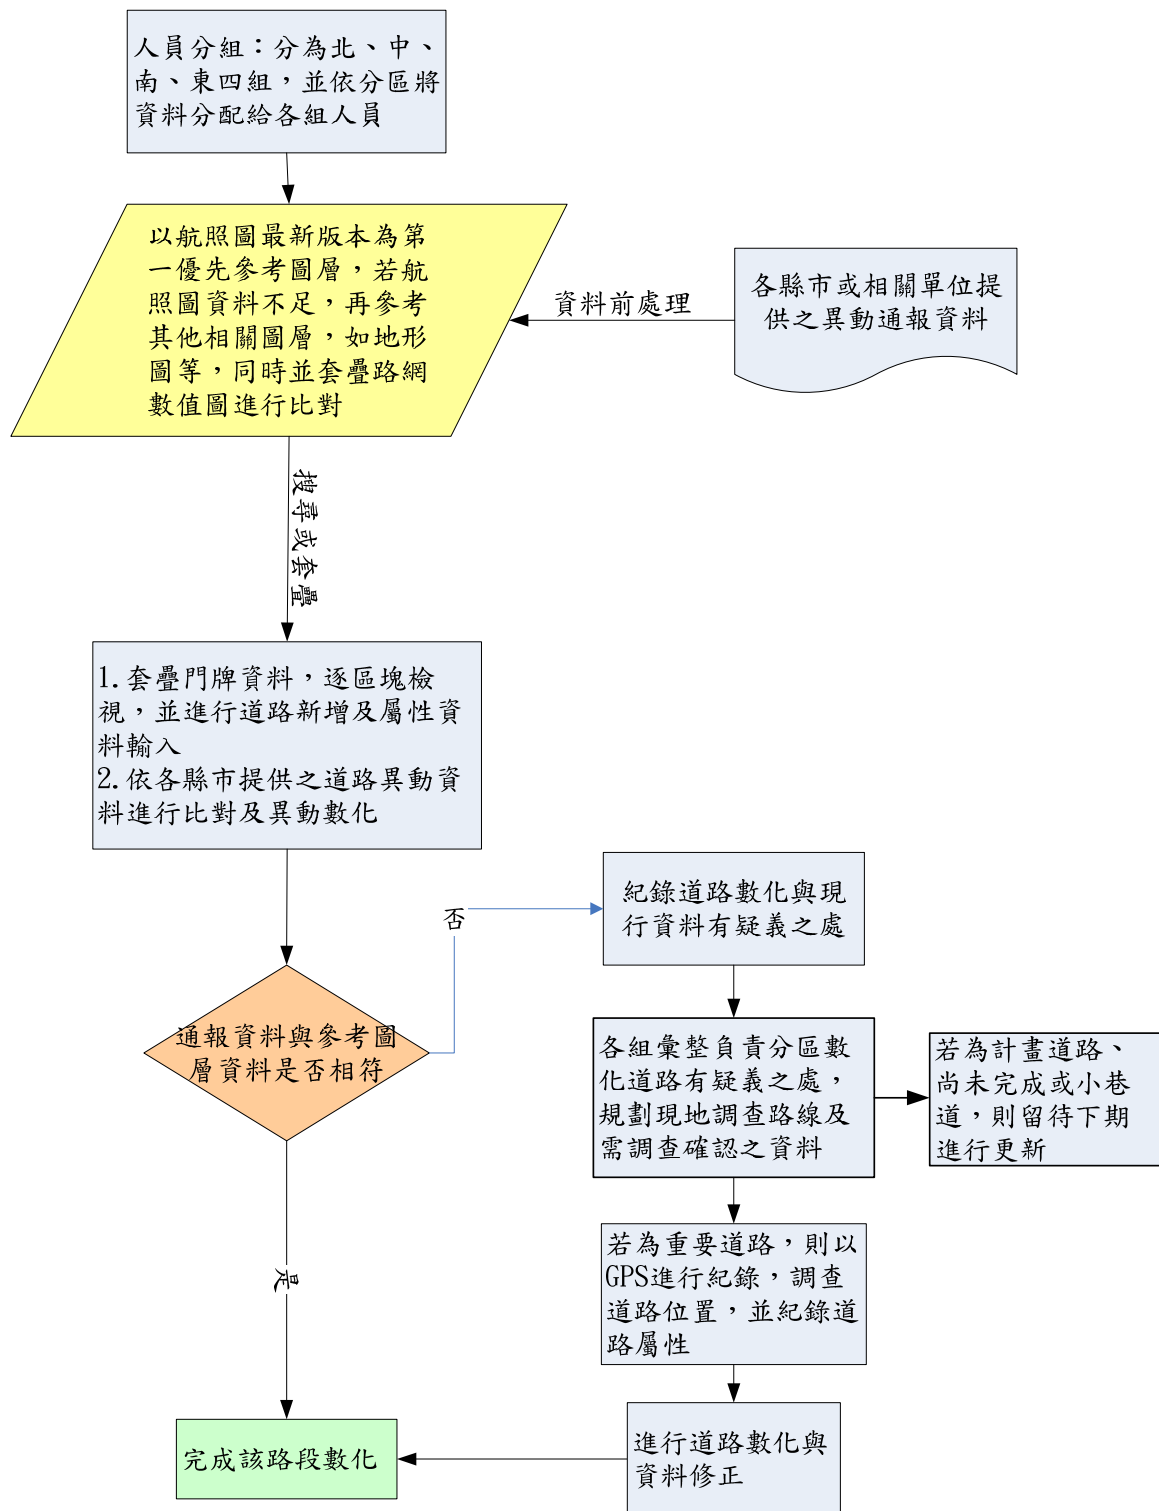 人員分組：分為北、中、
南、東四組，並依分區將
資料分配給各組人員
以航照圖最新版本為第
一優先參考圖層，若航
照圖資料不足，再參考
其他相關圖層，如地形
圖等，同時並套疊路網
數值圖進行比對
資料前處理
各縣市或相關單位提
供之異動通報資料
搜尋或套疊
1.套疊門牌資料，逐區塊檢
視，並進行道路新增及屬性資
料輸入
2.依各縣市提供之道路異動資
料進行比對及異動數化
否
紀錄道路數化與現
行資料有疑義之處
通報資料與參考圖
層資料是否相符
各組彙整負責分區數
化道路有疑義之處，
規劃現地調查路線及
需調查確認之資料
若為計畫道路、
尚未完成或小巷
道，則留待下期
進行更新
若為重要道路，則以
GPS進行紀錄，調查
道路位置，並紀錄道
路屬性
是
完成該路段數化
進行道路數化與
資料修正